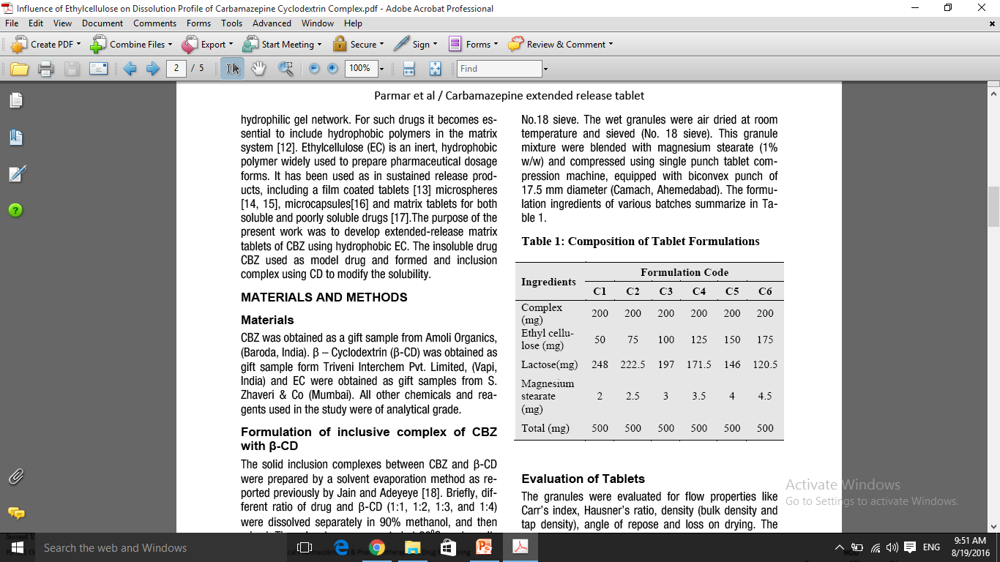 Influence of Ethylcellulose on Dissolution Profile of Carbamazepine Cyclodextrin Complex.pdf - Adobe Acrobat Professional
File Edit View Document Comments Forms Tools Advanced Window Help
Create PDF Combine Files Export Start Meeting Secure Sign Forms Review & Comment
2 / 5 100% Find
Parmar et al / Carbamazepine extended release tablet
hydrophilic gel network. For such drugs it becomes es-
sential to include hydrophobic polymers in the matrix
system [12]. Ethylcellulose (EC) is an inert, hydrophobic
polymer widely used to prepare pharmaceutical dosage
forms. It has been used as in sustained release prod-
ucts, including a film coated tablets [13] microspheres
[14, 15], microcapsules[16] and matrix tablets for both
soluble and poorly soluble drugs [17].The purpose of the
present work was to develop extended-release matrix
tablets of CBZ using hydrophobic EC. The insoluble drug
CBZ used as model drug and formed and inclusion
complex using CD to modify the solubility.
MATERIALS AND METHODS
Materials
CBZ was obtained as a gift sample from Amoli Organics,
(Baroda, India). β – Cyclodextrin (β-CD) was obtained as
gift sample form Triveni Interchem Pvt. Limited, (Vapi,
India) and EC were obtained as gift samples from S.
Zhaveri & Co (Mumbai). All other chemicals and rea-
gents used in the study were of analytical grade.
Formulation of inclusive complex of CBZ
with β-CD
The solid inclusion complexes between CBZ and β-CD
were prepared by a solvent evaporation method as re-
ported previously by Jain and Adeyeye [18]. Briefly, dif-
ferent ratio of drug and β-CD (1:1, 1:2, 1:3, and 1:4)
were dissolved separately in 90% methanol, and then
No.18 sieve. The wet granules were air dried at room
temperature and sieved (No. 18 sieve). This granule
mixture were blended with magnesium stearate (1%
w/w) and compressed using single punch tablet com-
pression machine, equipped with biconvex punch of
17.5 mm diameter (Camach, Ahemedabad). The formu-
lation ingredients of various batches summarize in Ta-
ble 1.
Table 1: Composition of Tablet Formulations
Ingredients
Formulation Code
C1 C2 C3 C4 C5 C6
Complex
(mg) 200 200 200 200 200 200
Ethyl cellu-
lose (mg) 50 75 100 125 150 175
Lactose(mg) 248 222.5 197 171.5 146 120.5
Magnesium
stearate 2 2.5 3 3.5 4 4.5
(mg)
Total (mg) 500 500 500 500 500 500
Evaluation of Tablets
The granules were evaluated for flow properties like
Carr's index, Hausner's ratio, density (bulk density and
tap density), angle of repose and loss on drying. The
Activate Windows
Go to Settings to activate Windows.
Search the web and Windows
ENG
9:51 AM
8/19/2016